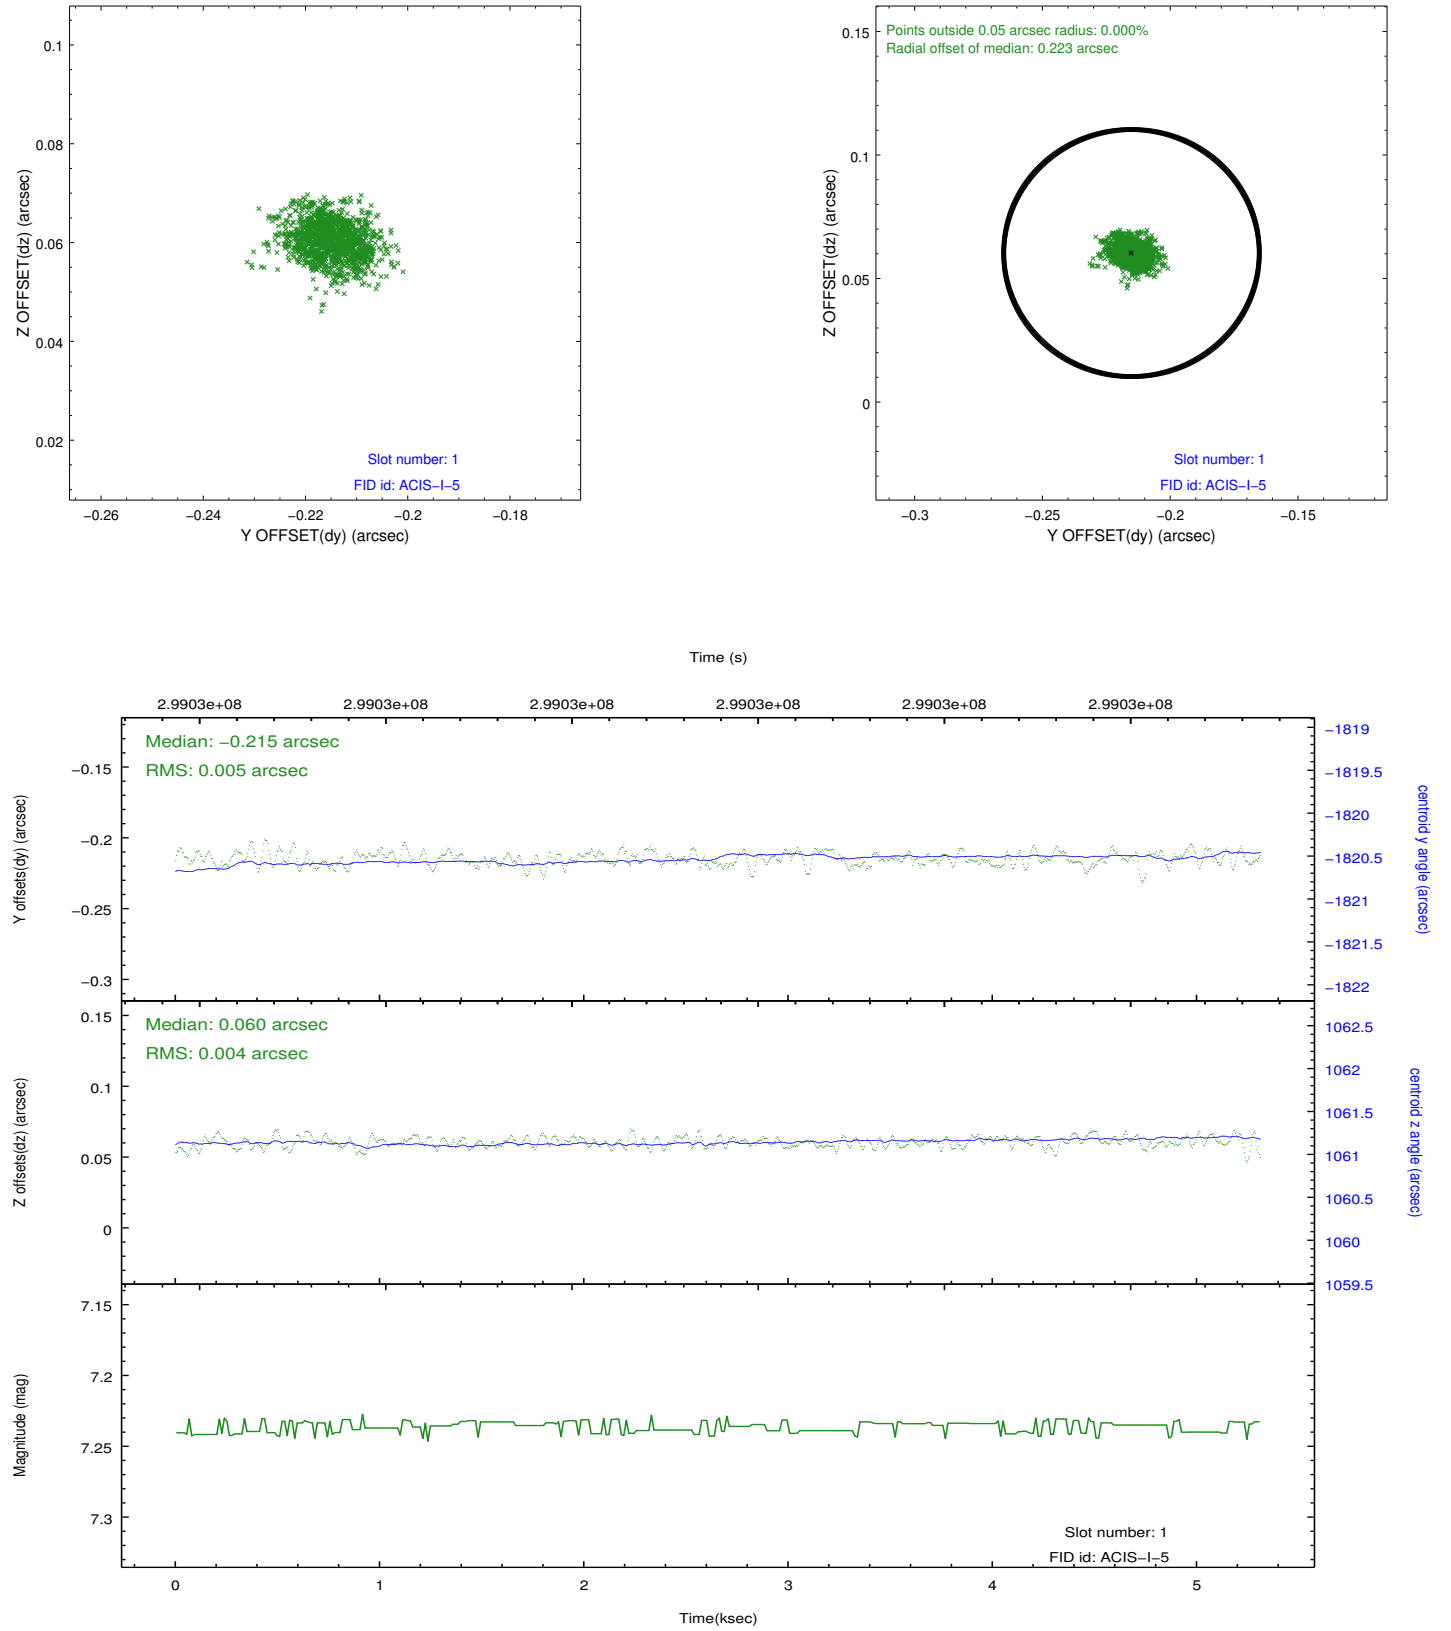 0.1
0.08
0.06
0.04
0.02
Z OFFSET(dz) (arcsec)
Slot number: 1
FID id: ACIS−I−5
−0.26 −0.24 −0.22 −0.2 −0.18
Y OFFSET(dy) (arcsec)
Points outside 0.05 arcsec radius: 0.000%
Radial offset of median: 0.223 arcsec
0.15
0.1
0.05
0
Z OFFSET(dz) (arcsec)
Slot number: 1
FID id: ACIS−I−5
−0.3 −0.25 −0.2 −0.15
Y OFFSET(dy) (arcsec)
Time (s)
2.9903e+08 2.9903e+08 2.9903e+08 2.9903e+08 2.9903e+08 2.9903e+08
Median: −0.215 arcsec
RMS: 0.005 arcsec
−0.15
−0.2
−0.25
−0.3
Y offsets(dy) (arcsec)
−1819
−1819.5
−1820
−1820.5
−1821
−1821.5
−1822
centroid y angle (arcsec)
Median: 0.060 arcsec
RMS: 0.004 arcsec
0.15
0.1
0.05
0
Z offsets(dz) (arcsec)
1062.5
1062
1061.5
1061
1060.5
1060
1059.5
centroid z angle (arcsec)
7.15
7.2
7.25
7.3
Magnitude (mag)
Slot number: 1
FID id: ACIS−I−5
0 1 2 3 4 5
Time(ksec)